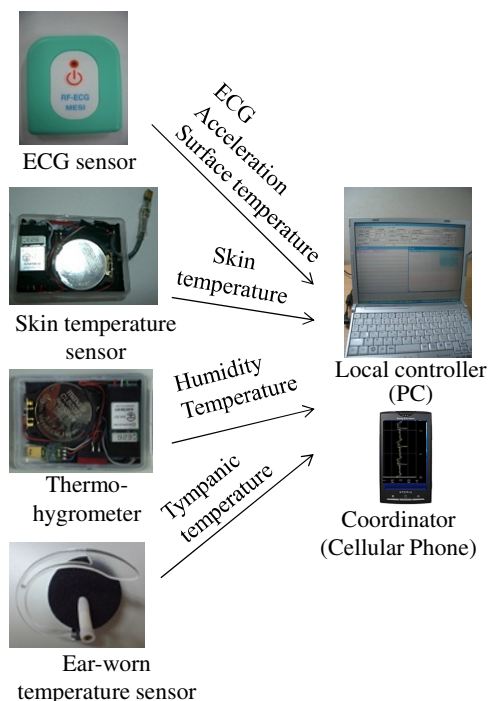 RF-ECG
MESI
ECG sensor
ECG
Acceleration
Surface temperature
Skin temperature
sensor
Skin
temperature
Thermo-
hygrometer
Humidity
Temperature
Ear-worn
temperature sensor
Tympanic
temperature
Local controller
(PC)
Coordinator
(Cellular Phone)